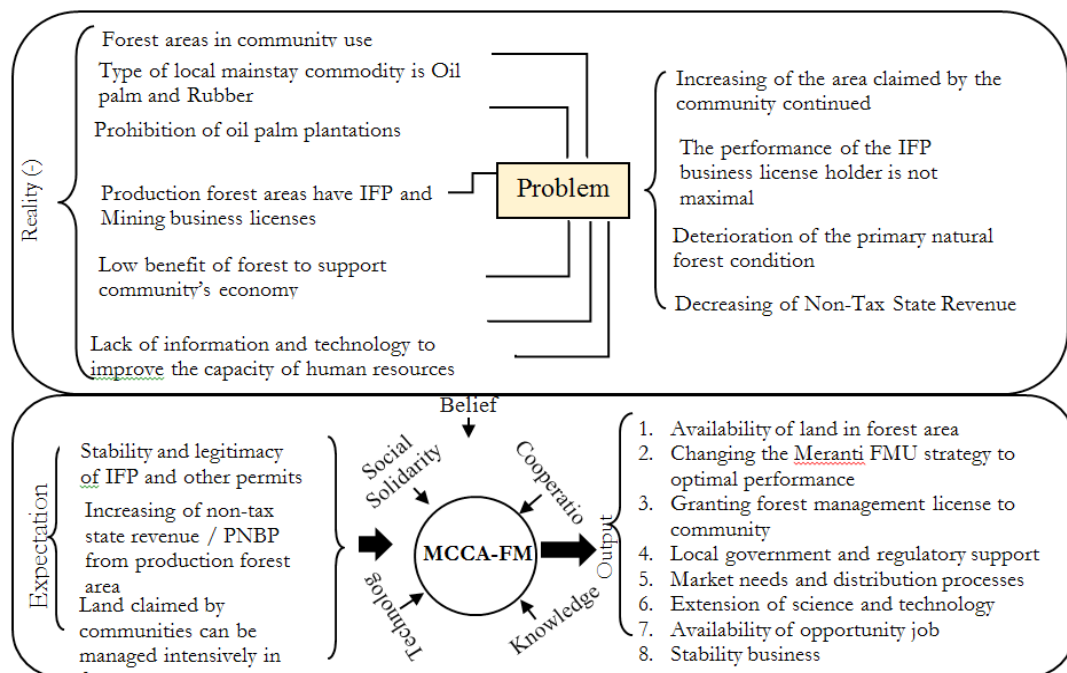 Reality (-)
Forest areas in community use
Type of local mainstay commodity is Oil
palm and Rubber
Prohibition of oil palm plantations
Production forest areas have IFP and
Mining business licenses
Low benefit of forest to support
community's economy
Lack of information and technology to
improve the capacity of human resources
Problem
Increasing of the area claimed by the
community continued
The performance of the IFP
business license holder is not
maximal
Deterioration of the primary natural
forest condition
Decreasing of Non-Tax State Revenue
Expectation
Stability and legitimacy
of IFP and other permits
Increasing of non-tax
state revenue / PNBP
from production forest
area
Land claimed by
communities can be
managed intensively in
Belief
Social
Solidarity
Cooperatio
MCCA-FM
Technolog
Knowledge
Output
1. Availability of land in forest area
2. Changing the Meranti FMU strategy to
optimal performance
3. Granting forest management license to
community
4. Local government and regulatory support
5. Market needs and distribution processes
6. Extension of science and technology
7. Availability of opportunity job
8. Stability business